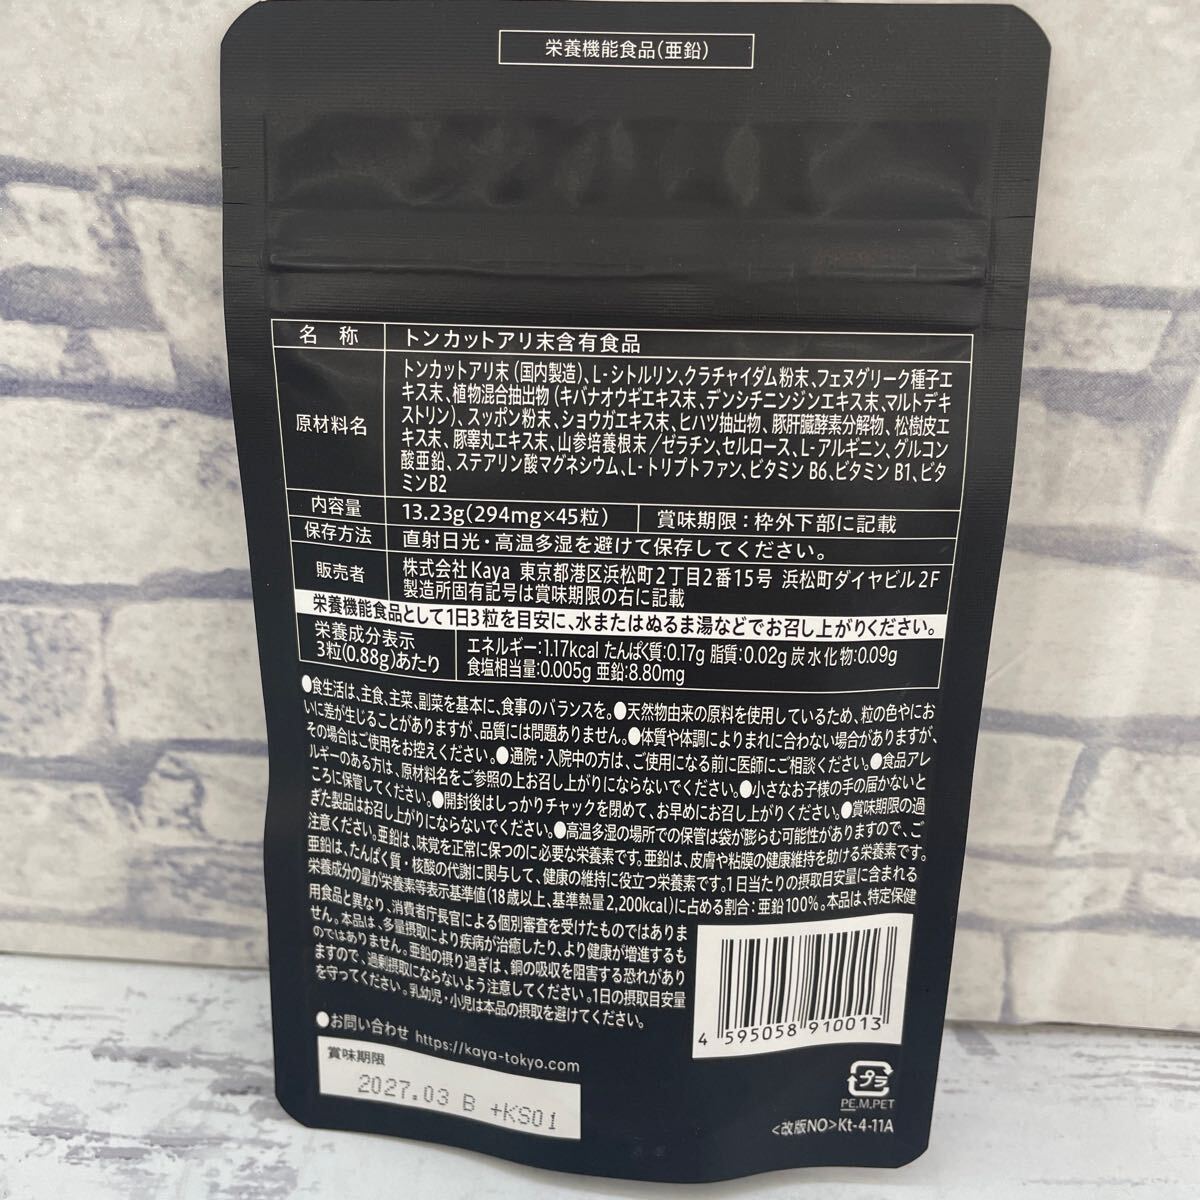 栄養機能食品(亜鉛)
名称 トンカットアリ末含有食品
原材料名
トンカットアリ末(国内製造)、L-シトルリン、クラチャイダム粉末、フェヌグリーク種子エ
キス末、植物混合抽出物(キバナオウギエキス末、デンシチニンジンエキス末、マルトデキ
ストリン)、スッポン粉末、ショウガエキス末、ヒハツ抽出物、豚肝臓酵素分解物、松樹皮エ
キス末、豚睾丸エキス末、山参培養根末/ゼラチン、セルロース、L-アルギニン、グルコン
酸亜鉛、ステアリン酸マグネシウム、L-トリプトファン、ビタミン B6、ビタミン B1、ビタ
ミンB2
内容量 13.23g(294mg×45粒) 賞味期限:枠外下部に記載
保存方法 直射日光・高温多湿を避けて保存してください。
販売者
株式会社Kaya 東京都港区浜松町2丁目2番15号 浜松町ダイヤビル2F
製造所固有記号は賞味期限の右に記載
栄養機能食品として1日3粒を目安に、水またはぬるま湯などでお召し上がりください。
栄養成分表示
3粒(0.88g)あたり
エネルギー:1.17kcal たんぱく質:0.17g 脂質:0.02g 炭水化物:0.09g
食塩相当量:0.005g 亜鉛:8.80mg
●食生活は、主食、主菜、副菜を基本に、食事のバランスを。●天然物由来の原料を使用しているため、粒の色やにお
いに差が生じることがありますが、品質には問題ありません。●体質や体調によりまれに合わない場合がありますが、
その場合はご使用をお控えください。●通院・入院中の方は、ご使用になる前に医師にご相談ください。●食品アレ
ルギーのある方は、原材料名をご参照の上お召し上がりにならないでください。●小さなお子様の手の届かないと
ころに保管してください。●開封後はしっかりチャックを閉めて、お早めにお召し上がりください。●賞味期限の過
ぎた製品はお召し上がりにならないでください。●高温多湿の場所での保管は袋が膨らむ可能性がありますので、ご
注意ください。亜鉛は、味覚を正常に保つのに必要な栄養素です。亜鉛は、皮膚や粘膜の健康維持を助ける栄養素です。
亜鉛は、たんぱく質・核酸の代謝に関与して、健康の維持に役立つ栄養素です。1日当たりの摂取目安量に含まれる
栄養成分の量が栄養素等表示基準値(18歳以上、基準熱量2,200kcal)に占める割合:亜鉛100%。本品は、特定保健
用食品と異なり、消費者庁長官による個別審査を受けたものではありま
せん。本品は、多量摂取により疾病が治癒したり、より健康が増進するも
のではありません。亜鉛の摂り過ぎは、銅の吸収を阻害する恐れがあり
ますので、過剰摂取にならないよう注意してください。1日の摂取目安量
を守ってください。乳幼児・小児は本品の摂取を避けてください。
●お問い合わせ https://kaya-tokyo.com
賞味期限
2027.03 B +KS01
4 595058 910013
プラ
PE.M.PET
<改版NO>Kt-4-11A